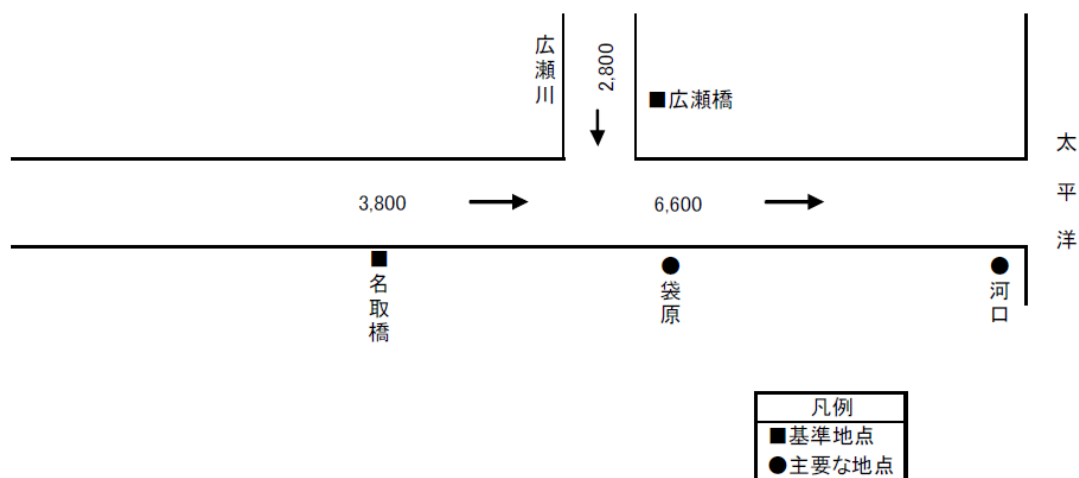 広瀬川
2,800
■広瀬橋
太平洋
3,800
6,600
■名取橋
●袋原
●河口
凡例
■基準地点
●主要な地点